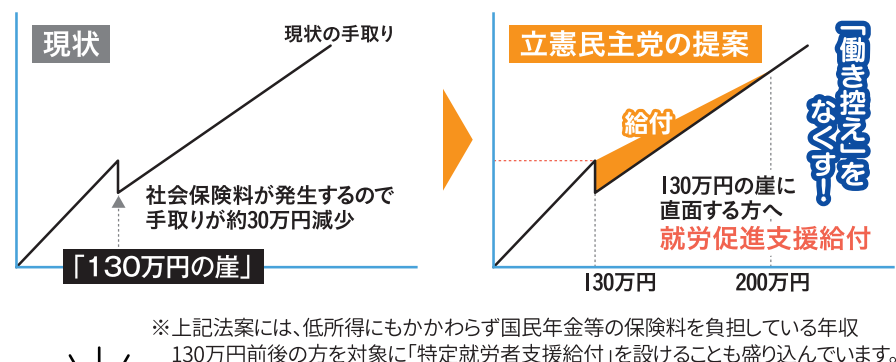 現状
現状の手取り
社会保険料が発生するので
手取りが約30万円減少
「130万円の崖」
立憲民主党の提案
「働き控え」を
なくす!
給付
130万円の崖に
直面する方へ
就労促進支援給付
130万円
200万円
※上記法案には、低所得にもかかわらず国民年金等の保険料を負担している年収
130万円前後の方を対象に「特定就労者支援給付」を設けることも盛り込んでいます。